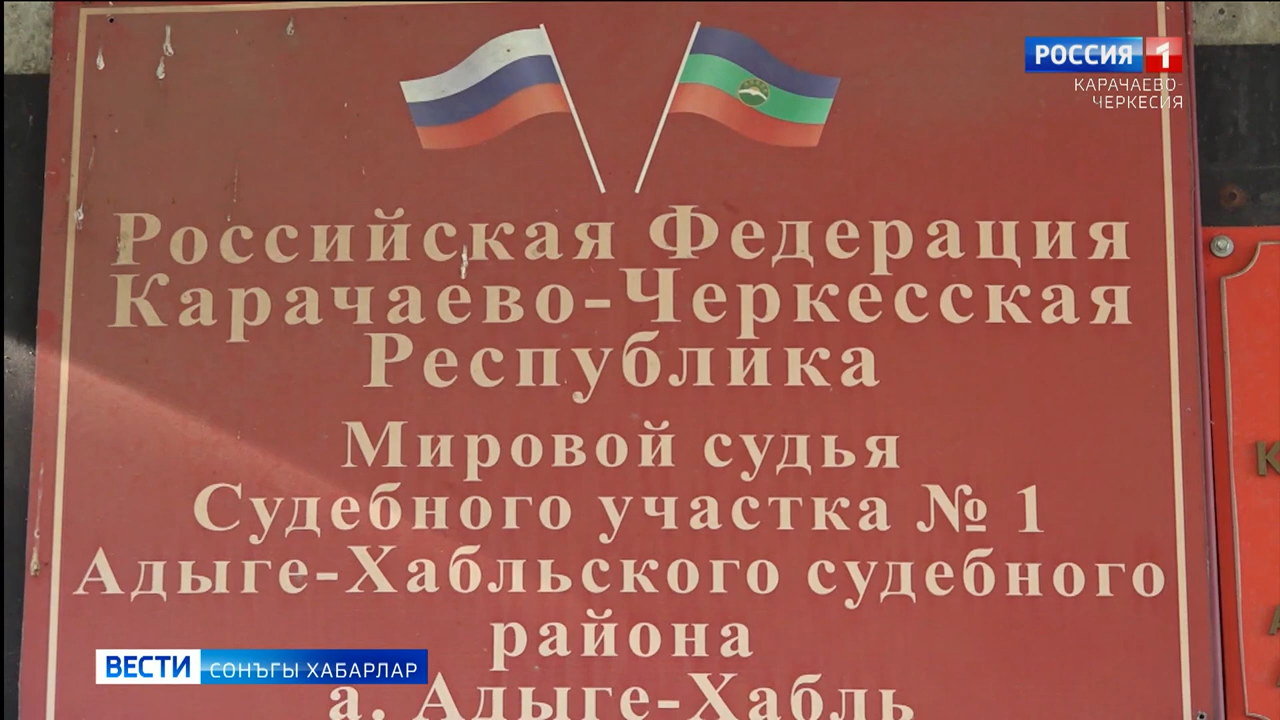 РОССИЯ 1
КАРАЧАЕВО-
ЧЕРКЕСИЯ
Российская Федерация
Карачаево-Черкесская
Республика
Мировой судья
Судебного участка № 1
Адыге-Хабльского судебного
района
а. Адыге-Хабль
ВЕСТИ СОНЪГЫ ХАБАРЛАР